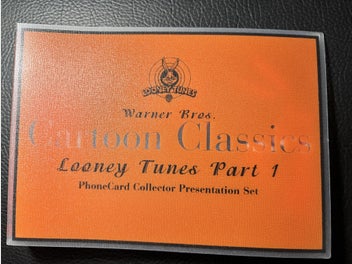 LOONEY TUNES
Warner Bros.
Cartoon Classics
Looney Tunes Part 1
PhoneCard Collector Presentation Set